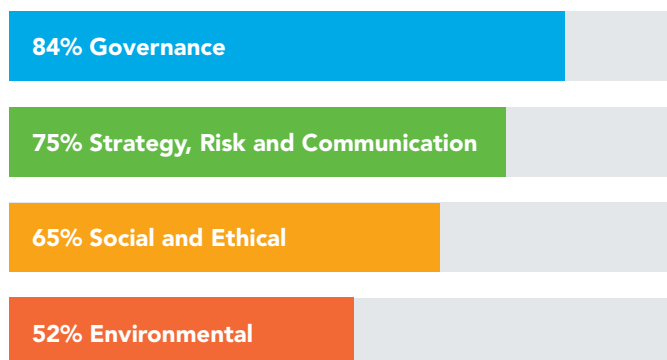 84% Governance
75% Strategy, Risk and Communication
65% Social and Ethical
52% Environmental